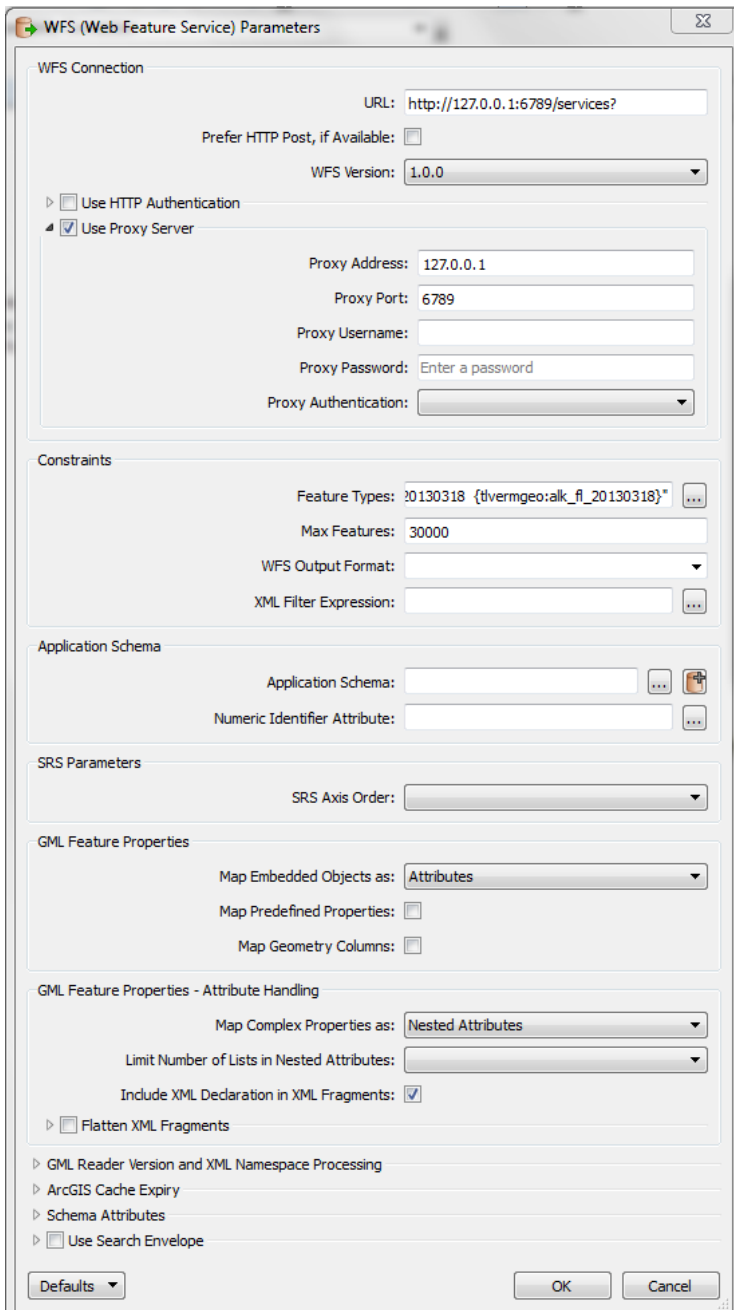 WFS (Web Feature Service) Parameters
WFS Connection
URL: http://127.0.0.1:6789/services?
Prefer HTTP Post, if Available:
WFS Version: 1.0.0
Use HTTP Authentication
Use Proxy Server
Proxy Address: 127.0.0.1
Proxy Port: 6789
Proxy Username:
Proxy Password: Enter a password
Proxy Authentication:
Constraints
Feature Types: 20130318 {tlvermgeo:alk_fl_20130318}" ...
Max Features: 30000
WFS Output Format:
XML Filter Expression: ...
Application Schema
Application Schema: ...
Numeric Identifier Attribute: ...
SRS Parameters
SRS Axis Order:
GML Feature Properties
Map Embedded Objects as: Attributes
Map Predefined Properties:
Map Geometry Columns:
GML Feature Properties - Attribute Handling
Map Complex Properties as: Nested Attributes
Limit Number of Lists in Nested Attributes:
Include XML Declaration in XML Fragments:
Flatten XML Fragments
GML Reader Version and XML Namespace Processing
ArcGIS Cache Expiry
Schema Attributes
Use Search Envelope
Defaults OK Cancel